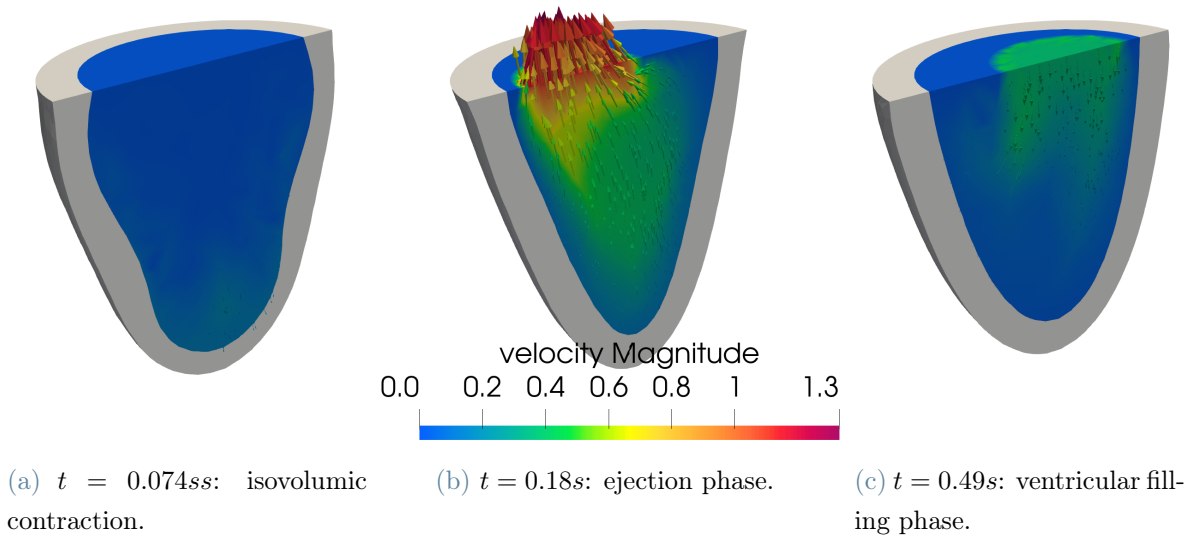 velocity Magnitude
0.0 0.2 0.4 0.6 0.8 1 1.3
(a) t = 0.074ss: isovolumic
contraction.
(b) t = 0.18s: ejection phase.
(c) t = 0.49s: ventricular fill-
ing phase.